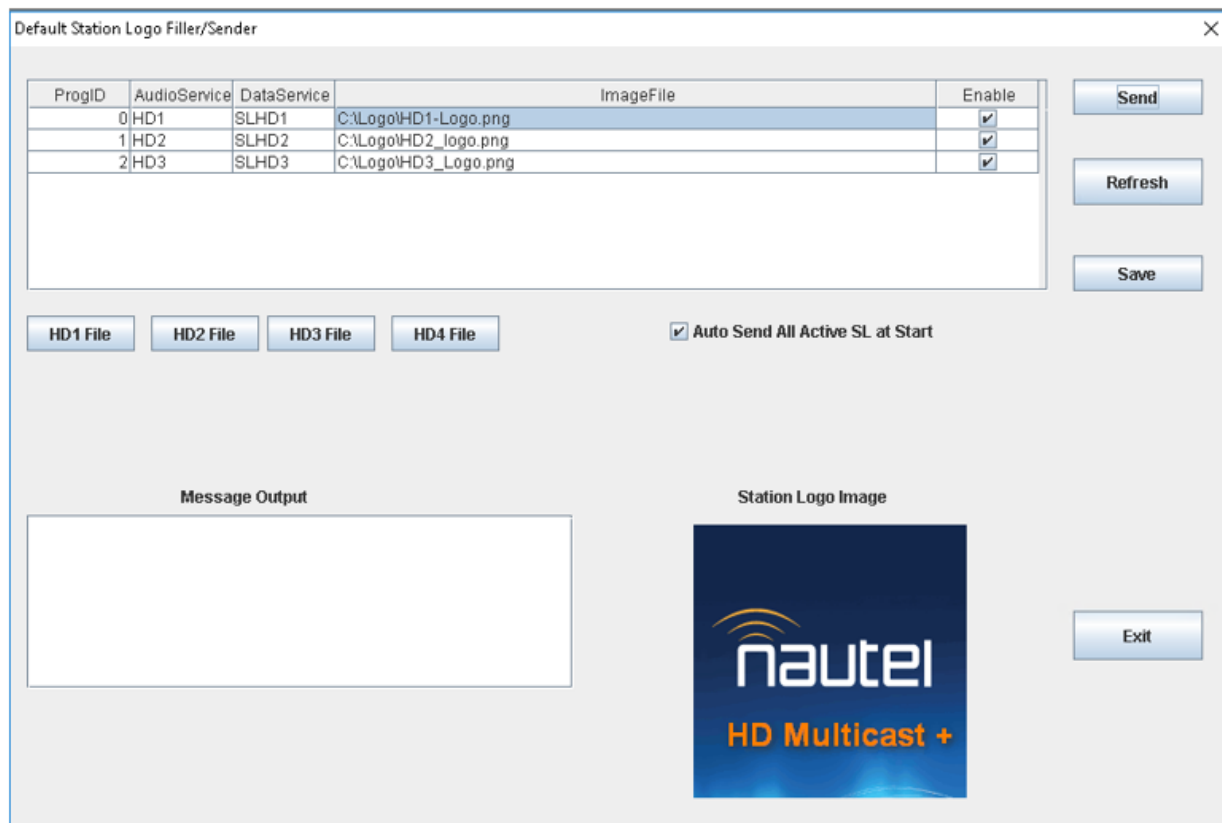 Default Station Logo Filler/Sender
ProgID AudioService DataService ImageFile Enable
0 HD1 SLHD1 C:\Logo\HD1-Logo.png
1 HD2 SLHD2 C:\Logo\HD2_logo.png
2 HD3 SLHD3 C:\Logo\HD3_Logo.png
Send
Refresh
Save
HD1 File HD2 File HD3 File HD4 File
Auto Send All Active SL at Start
Message Output
Station Logo Image
nautel
HD Multicast +
Exit